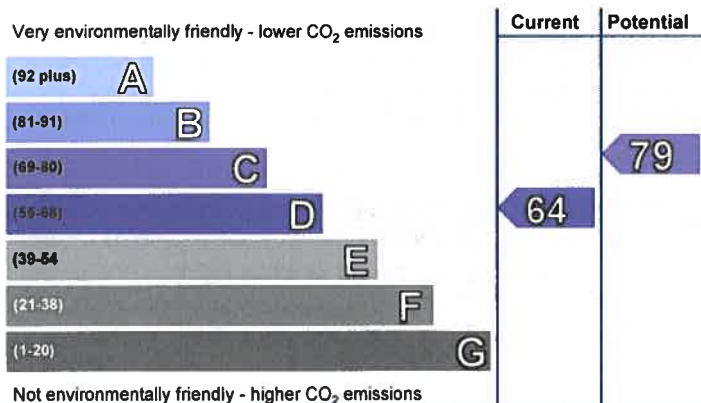 Current Potential
Very environmentally friendly - lower CO₂ emissions
(92 plus) A
(81-91) B
(69-80) C
79
(55-68) D
64
(39-54 E
(21-38) F
(1-20) G
Not environmentally friendly - higher CO₂ emissions